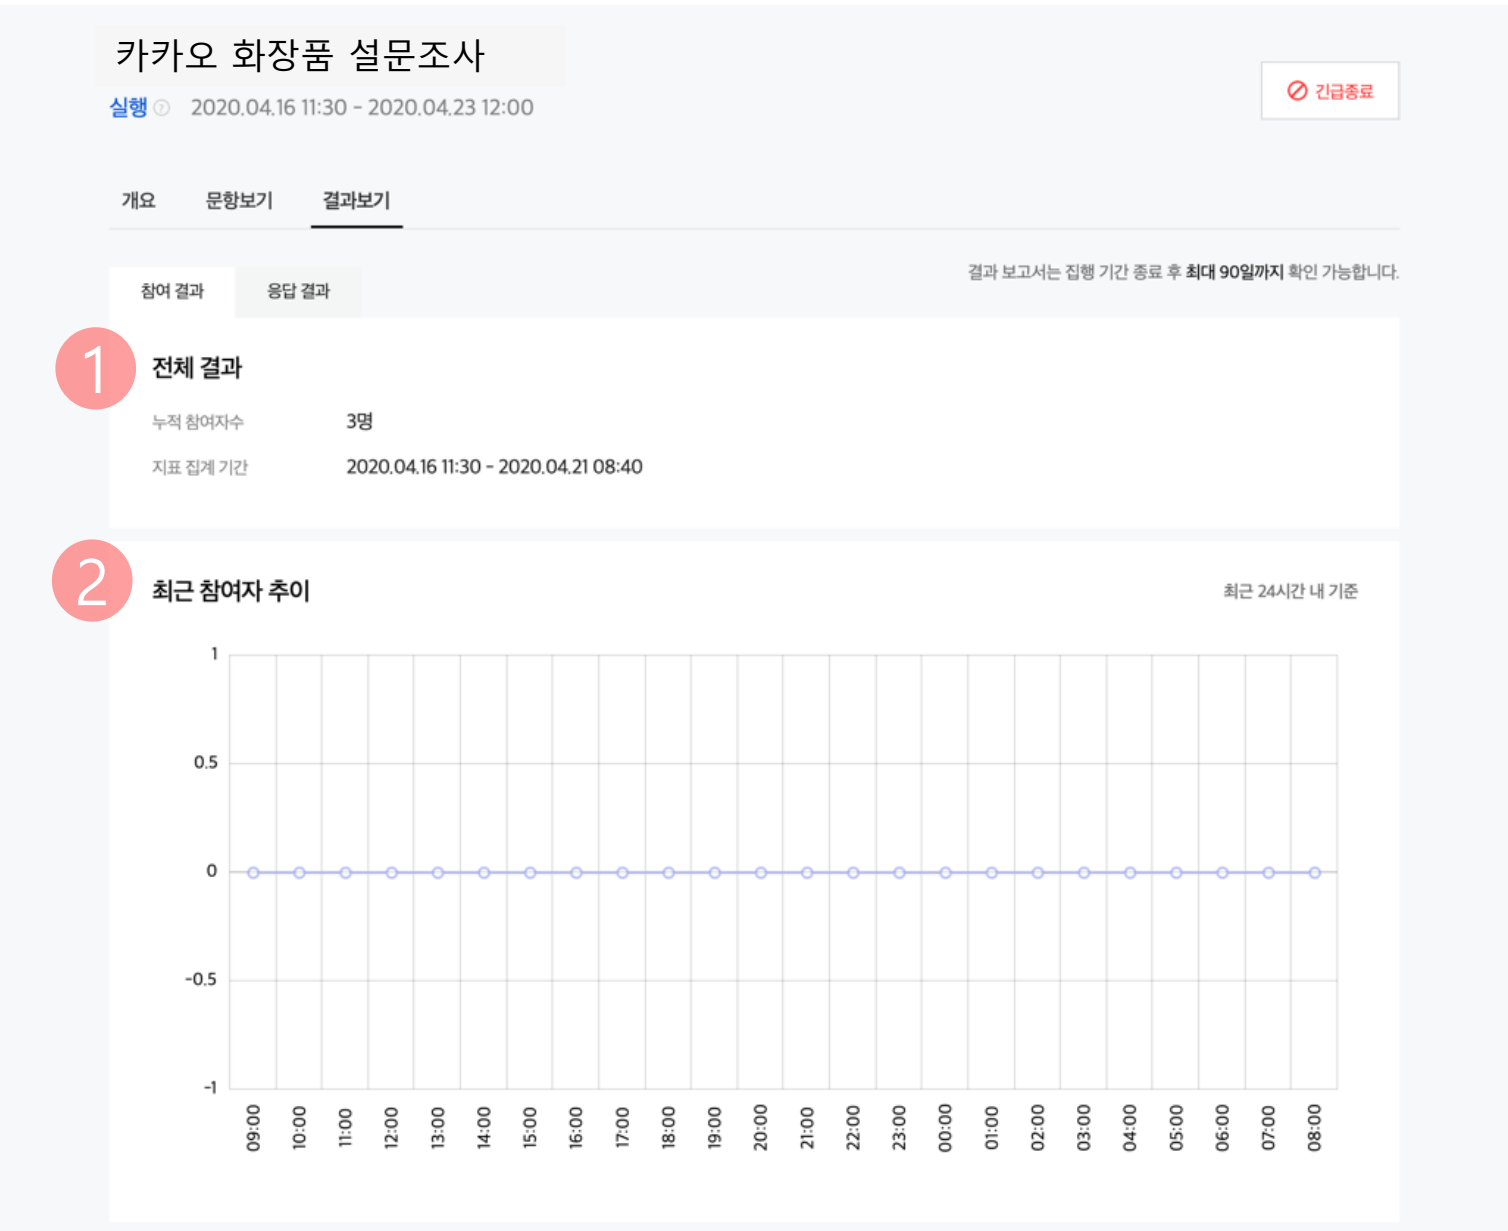 카카오 화장품 설문조사
실행 ? 2020.04.16 11:30 - 2020.04.23 12:00
긴급종료
개요 문항보기 결과보기
결과 보고서는 집행 기간 종료 후 최대 90일까지 확인 가능합니다.
참여 결과 응답 결과
1 전체 결과
누적 참여자수 3명
지표 집계 기간 2020.04.16 11:30 - 2020.04.21 08:40
2 최근 참여자 추이 최근 24시간 내 기준
1
0.5
0
-0.5
-1
09:00 10:00 11:00 12:00 13:00 14:00 15:00 16:00 17:00 18:00 19:00 20:00 21:00 22:00 23:00 00:00 01:00 02:00 03:00 04:00 05:00 06:00 07:00 08:00